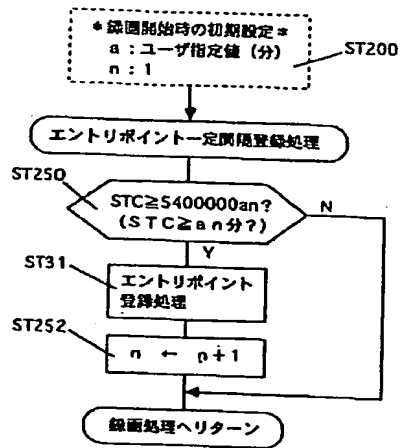 ＊録画開始時の初期設定＊
a：ユーザ指定値（分）
n：1
ST200
エントリポイント一定間隔登録処理
ST250
STC≧5400000an？
（STC≧an分？）
N
Y
ST31
エントリポイント
登録処理
ST252
n ← n+1
録画処理へリターン